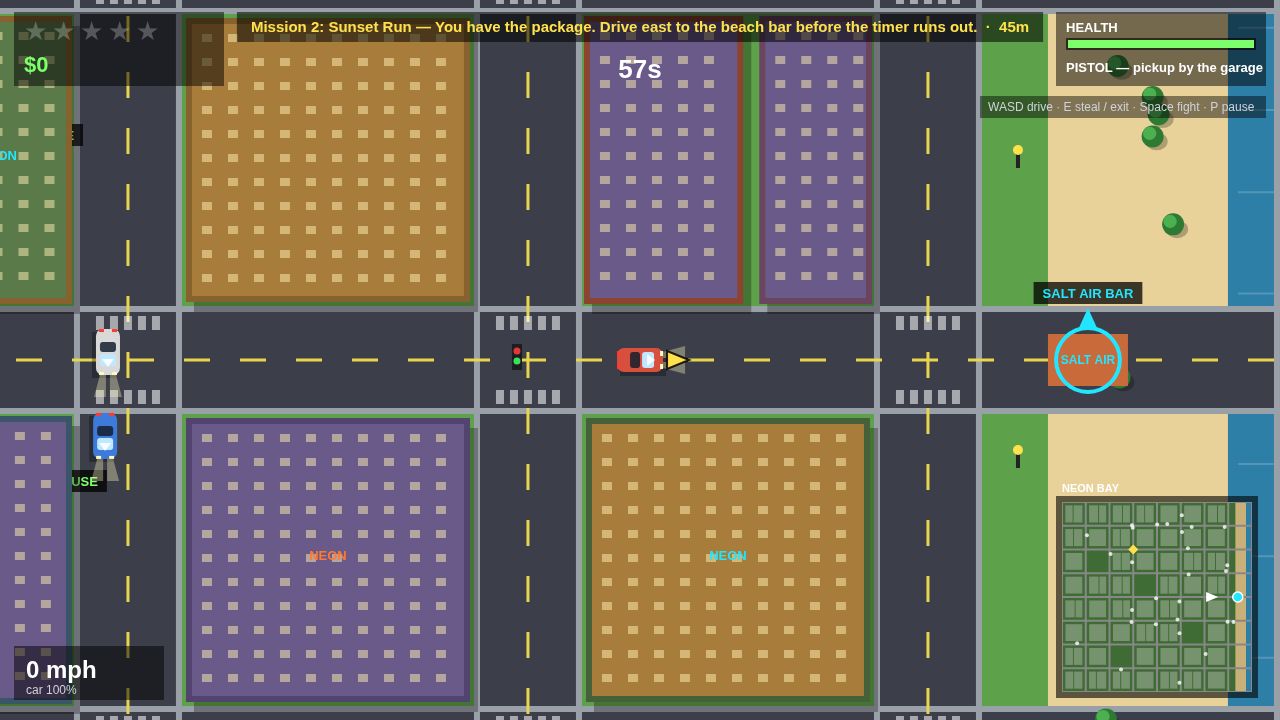 Mission 2: Sunset Run — You have the package. Drive east to the beach bar before the timer runs out. · 45m
$0
57s
HEALTH
PISTOL — pickup by the garage
WASD drive · E steal / exit · Space fight · P pause
SALT AIR BAR
SALT AIR
USE
NEON
NEON
NEON BAY
0 mph
car 100%